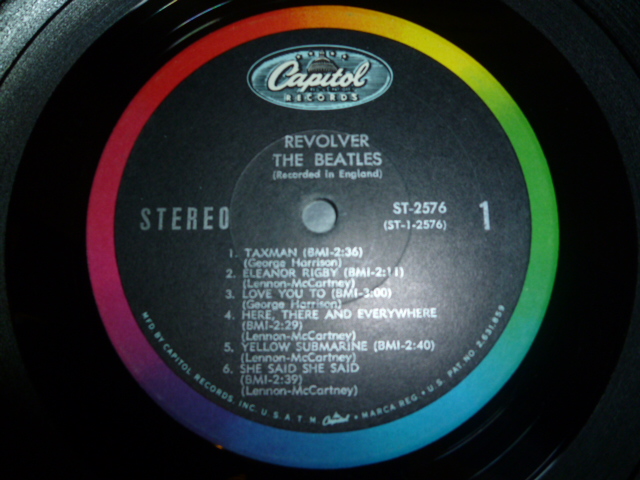 Capitol
RECORDS
REVOLVER
THE BEATLES
(Recorded in England)
STEREO
ST-2576
(ST-1-2576)
1
1. TAXMAN (BMI-2:36)
(George Harrison)
2. ELEANOR RIGBY (BMI-2:11)
(Lennon-McCartney)
3. LOVE YOU TO (BMI-3:00)
(George Harrison)
4. HERE, THERE AND EVERYWHERE
(BMI-2:29)
(Lennon-McCartney)
5. YELLOW SUBMARINE (BMI-2:40)
(Lennon-McCartney)
6. SHE SAID SHE SAID
(BMI-2:39)
(Lennon-McCartney)
MFD BY CAPITOL RECORDS, INC. U.S.A. T.M. Capitol • MARCA REG. • U.S. PAT. NO. 2,631,859